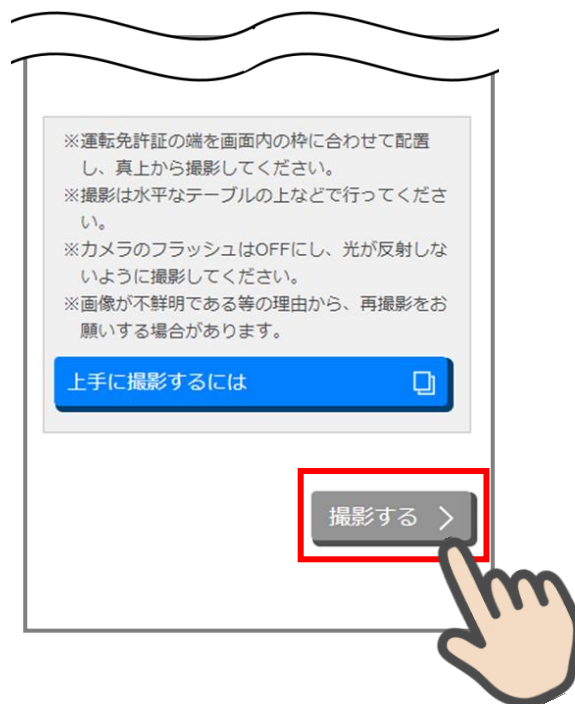 ※運転免許証の端を画面内の枠に合わせて配置
し、真上から撮影してください。
※撮影は水平なテーブルの上などで行ってくださ
い。
※カメラのフラッシュはOFFにし、光が反射しな
いように撮影してください。
※画像が不鮮明である等の理由から、再撮影をお
願いする場合があります。
上手に撮影するには
撮影する